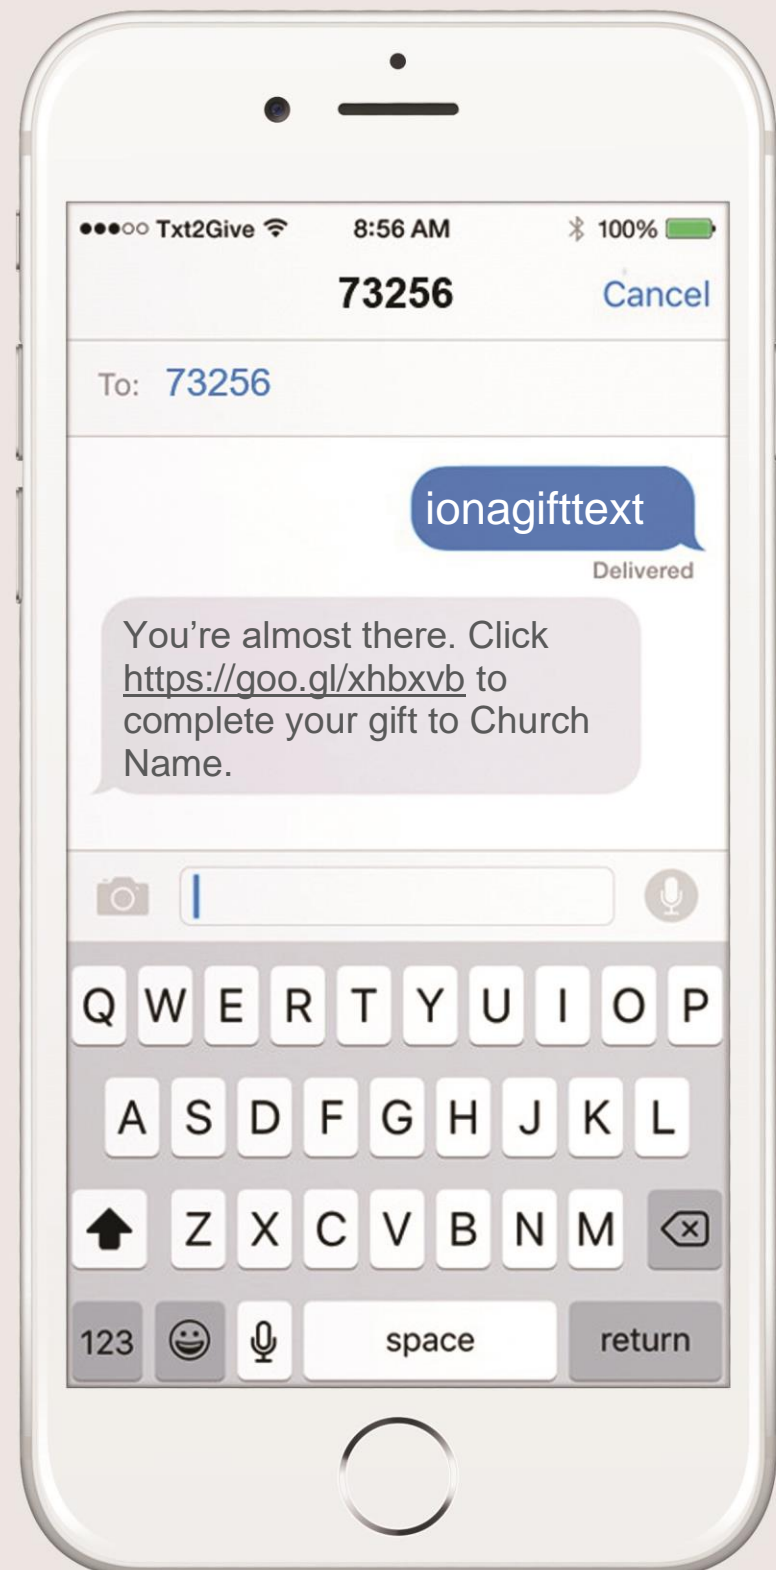 Txt2Give 8:56 AM 100%
73256 Cancel
To: 73256
ionagifttext
Delivered
You’re almost there. Click
https://goo.gl/xhbxvb to
complete your gift to Church
Name.
Q W E R T Y U I O P
A S D F G H J K L
Z X C V B N M
123 space return